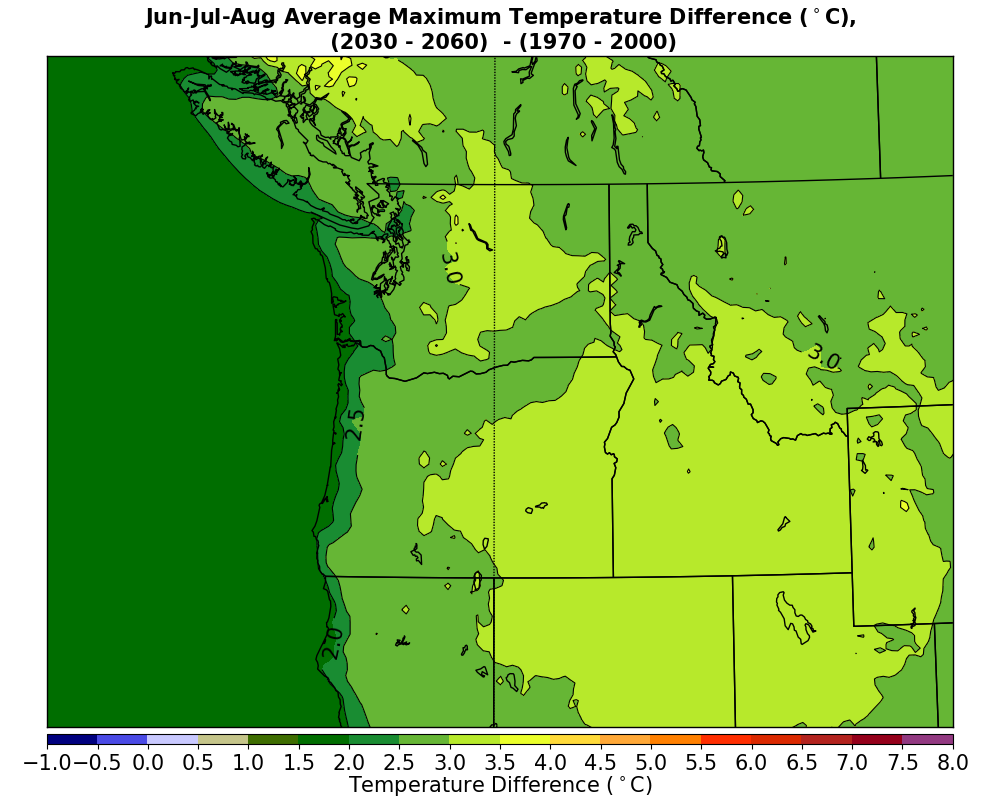 Jun-Jul-Aug Average Maximum Temperature Difference (°C),
(2030 - 2060)  - (1970 - 2000)
3.0
3.0
2.5
2.0
−1.0 −0.5 0.0 0.5 1.0 1.5 2.0 2.5 3.0 3.5 4.0 4.5 5.0 5.5 6.0 6.5 7.0 7.5 8.0
Temperature Difference (°C)